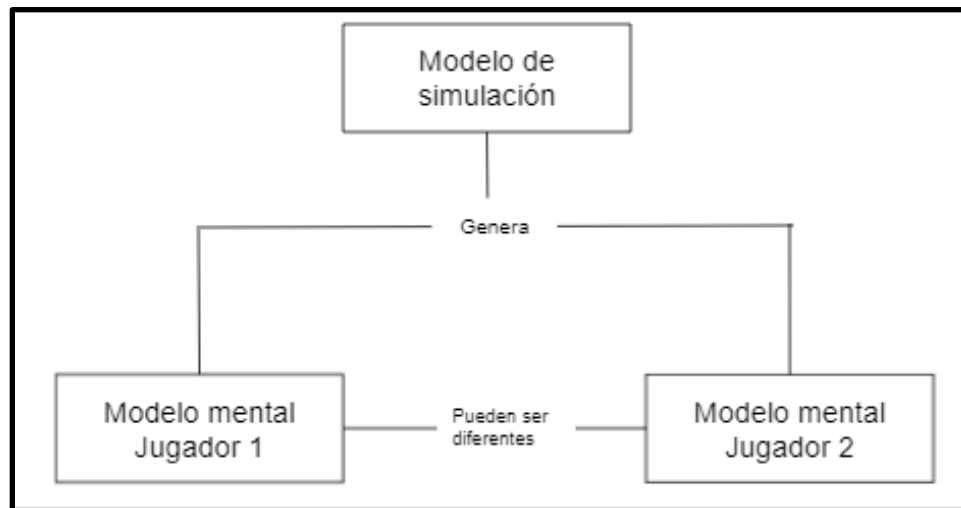 Modelo de
simulación
Genera
Modelo mental
Jugador 1
Pueden ser
diferentes
Modelo mental
Jugador 2